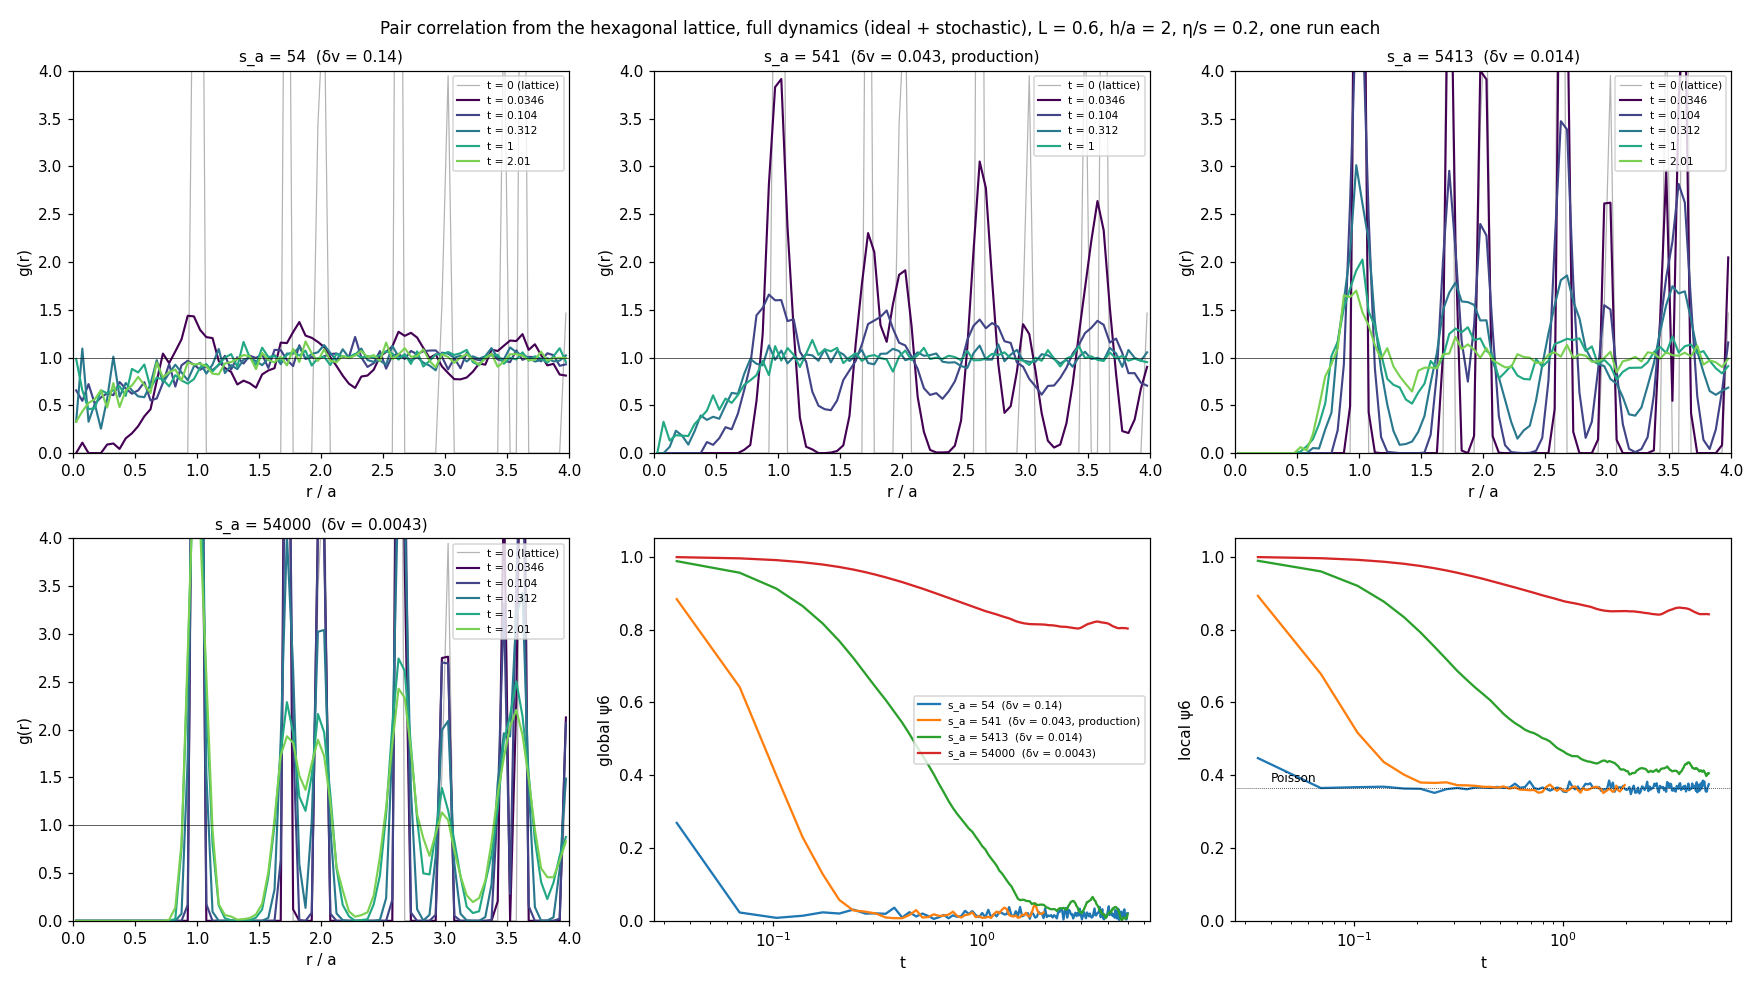 Pair correlation from the hexagonal lattice, full dynamics (ideal + stochastic), L = 0.6, h/a = 2, η/s = 0.2, one run each
s_a = 54  (δv = 0.14)
g(r)
4.0
3.5
3.0
2.5
2.0
1.5
1.0
0.5
0.0
t = 0 (lattice)
t = 0.0346
t = 0.104
t = 0.312
t = 1
t = 2.01
0.0 0.5 1.0 1.5 2.0 2.5 3.0 3.5 4.0
r / a
s_a = 541  (δv = 0.043, production)
g(r)
4.0
3.5
3.0
2.5
2.0
1.5
1.0
0.5
0.0
t = 0 (lattice)
t = 0.0346
t = 0.104
t = 0.312
t = 1
0.0 0.5 1.0 1.5 2.0 2.5 3.0 3.5 4.0
r / a
s_a = 5413  (δv = 0.014)
g(r)
4.0
3.5
3.0
2.5
2.0
1.5
1.0
0.5
0.0
t = 0 (lattice)
t = 0.0346
t = 0.104
t = 0.312
t = 1
t = 2.01
0.0 0.5 1.0 1.5 2.0 2.5 3.0 3.5 4.0
r / a
s_a = 54000  (δv = 0.0043)
g(r)
4.0
3.5
3.0
2.5
2.0
1.5
1.0
0.5
0.0
t = 0 (lattice)
t = 0.0346
t = 0.104
t = 0.312
t = 1
t = 2.01
0.0 0.5 1.0 1.5 2.0 2.5 3.0 3.5 4.0
r / a
global ψ6
1.0
0.8
0.6
0.4
0.2
0.0
s_a = 54  (δv = 0.14)
s_a = 541  (δv = 0.043, production)
s_a = 5413  (δv = 0.014)
s_a = 54000  (δv = 0.0043)
10⁻¹ 10⁰
t
local ψ6
1.0
0.8
0.6
0.4
0.2
0.0
Poisson
10⁻¹ 10⁰
t